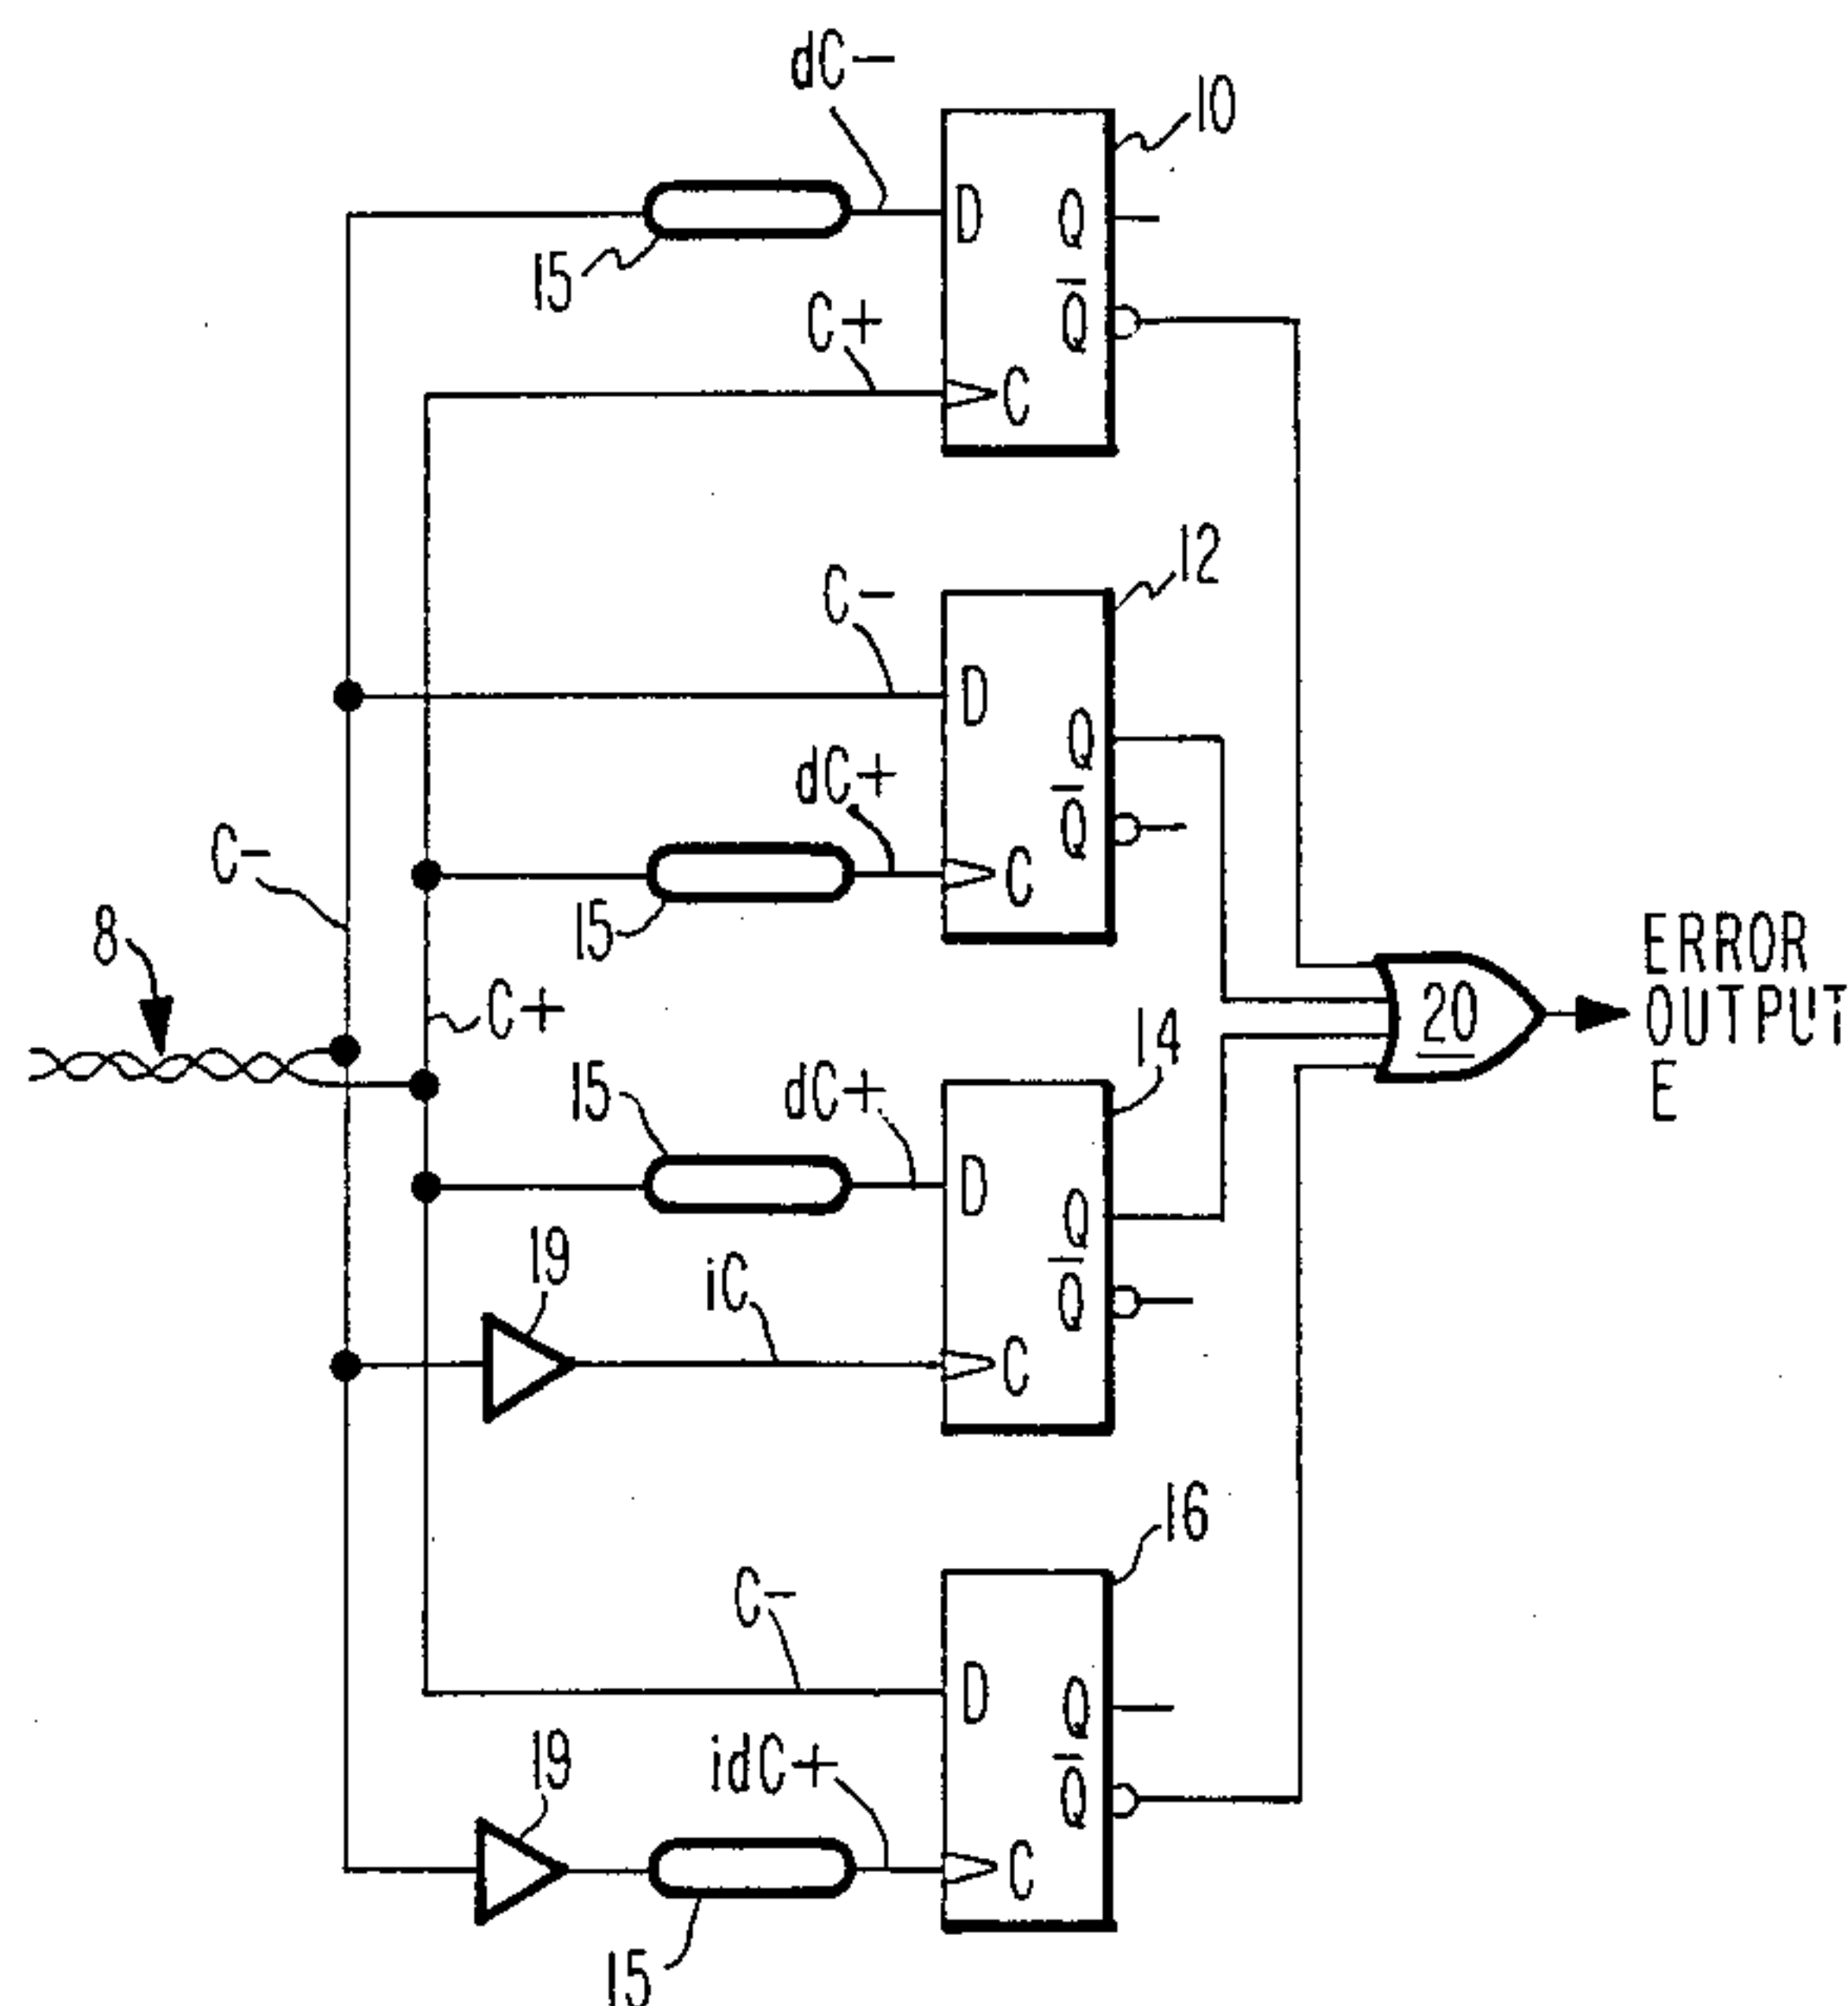 dC-
10
D
Q
15
Q̅
C+
C
12
C-
D
Q
dC+
Q̅
C-
C
8
15
ERROR
OUTPUT
E
20
C+
14
15
dC+
D
Q
19
iC
Q̅
C
16
C-
D
Q
19
idC+
Q̅
C
15